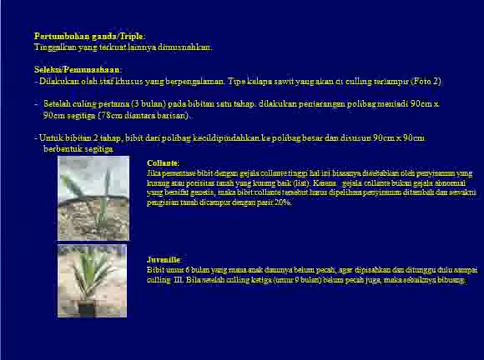 Pertumbuhan ganda/Triple:
Tinggalkan yang terkuat lainnya dimusnahkan.
Seleksi/Pemusnahaan:
- Dilakukan oleh staf khusus yang berpengalaman. Type kelapa sawit yang akan di culling terlampir (Foto 2)
- Setelah culing pertama (3 bulan) pada bibitan satu tahap. dilakukan penjarangan polibag menjadi 90cm x
90cm segitiga (78cm diantara barisan)..
- Untuk bibitan 2 tahap, bibit dari polibag kecildipindahkan ke polibag besar dan disusun 90cm x 90cm
berbentuk segitiga
Collante:
Jika persentase bibit dengan gejala collante tinggi hal ini biasanya disebabkan oleh penyiraman yang
kurang atau porisitas tanah yang kurang baik (liat). Karena, gejala collante bukan gejala abnormal
yang bersifat genetis, maka bibit collante tersebut harus dipelihara penyiraman ditambah dan sewaktu
pengisian tanah dicampur dengan pasir 20%.
Juvenille:
Bibit umur 6 bulan yang mana anak daunnya belum pecah, agar dipisahkan dan ditunggu dulu sampai
culling III. Bila setelah culling ketiga (umur 9 bulan) belum pecah juga, maka sebaiknya dibuang.